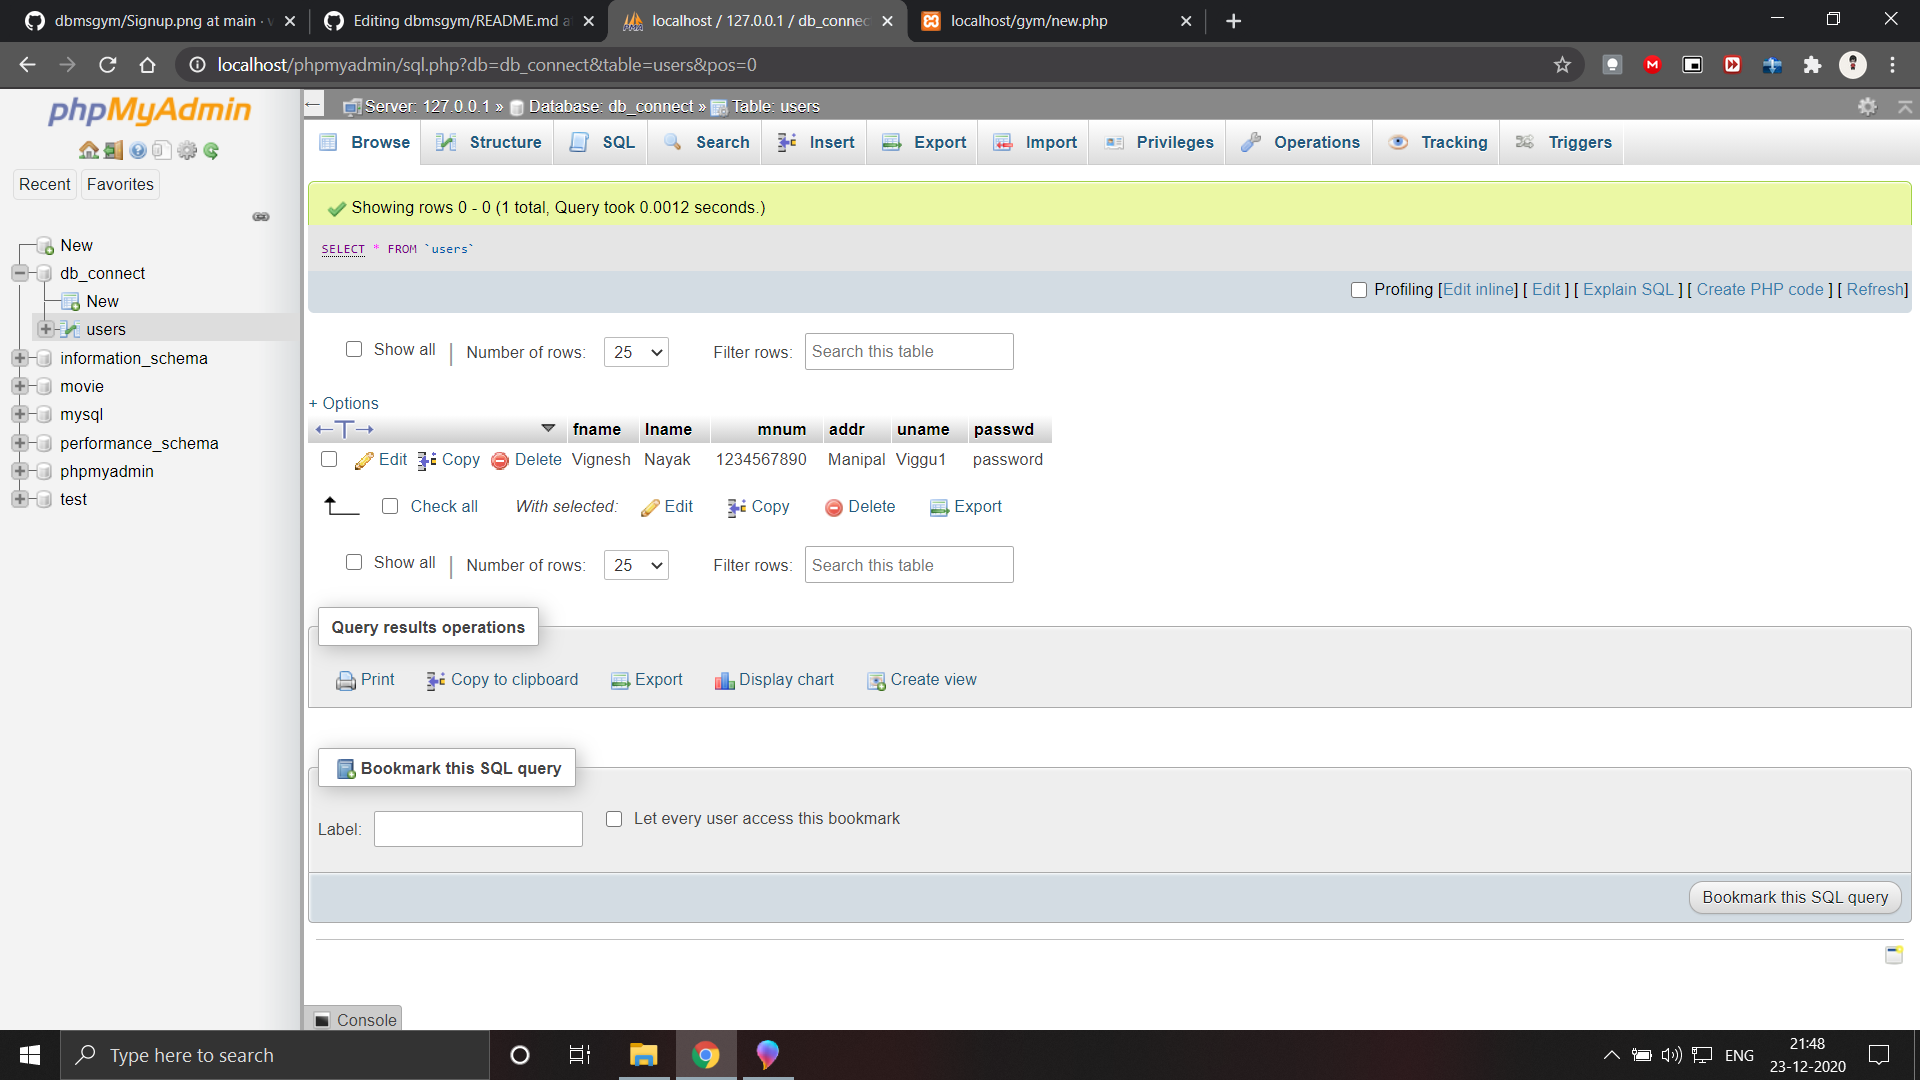 dbmsgym/Signup.png at main · v
Editing dbmsgym/README.md a
localhost / 127.0.0.1 / db_connec
localhost/gym/new.php
localhost/phpmyadmin/sql.php?db=db_connect&table=users&pos=0
phpMyAdmin
Recent
Favorites
New
db_connect
New
users
information_schema
movie
mysql
performance_schema
phpmyadmin
test
Server: 127.0.0.1 » Database: db_connect » Table: users
Browse Structure SQL Search Insert Export Import Privileges Operations Tracking Triggers
Showing rows 0 - 0 (1 total, Query took 0.0012 seconds.)
SELECT * FROM `users`
Profiling [Edit inline] [ Edit ] [ Explain SQL ] [ Create PHP code ] [ Refresh]
Show all | Number of rows: 25 Filter rows: Search this table
+ Options
←T→ fname lname mnum addr uname passwd
Edit Copy Delete Vignesh Nayak 1234567890 Manipal Viggu1 password
Check all With selected: Edit Copy Delete Export
Show all | Number of rows: 25 Filter rows: Search this table
Query results operations
Print Copy to clipboard Export Display chart Create view
Bookmark this SQL query
Label: Let every user access this bookmark
Bookmark this SQL query
Console
Type here to search
ENG
21:48
23-12-2020